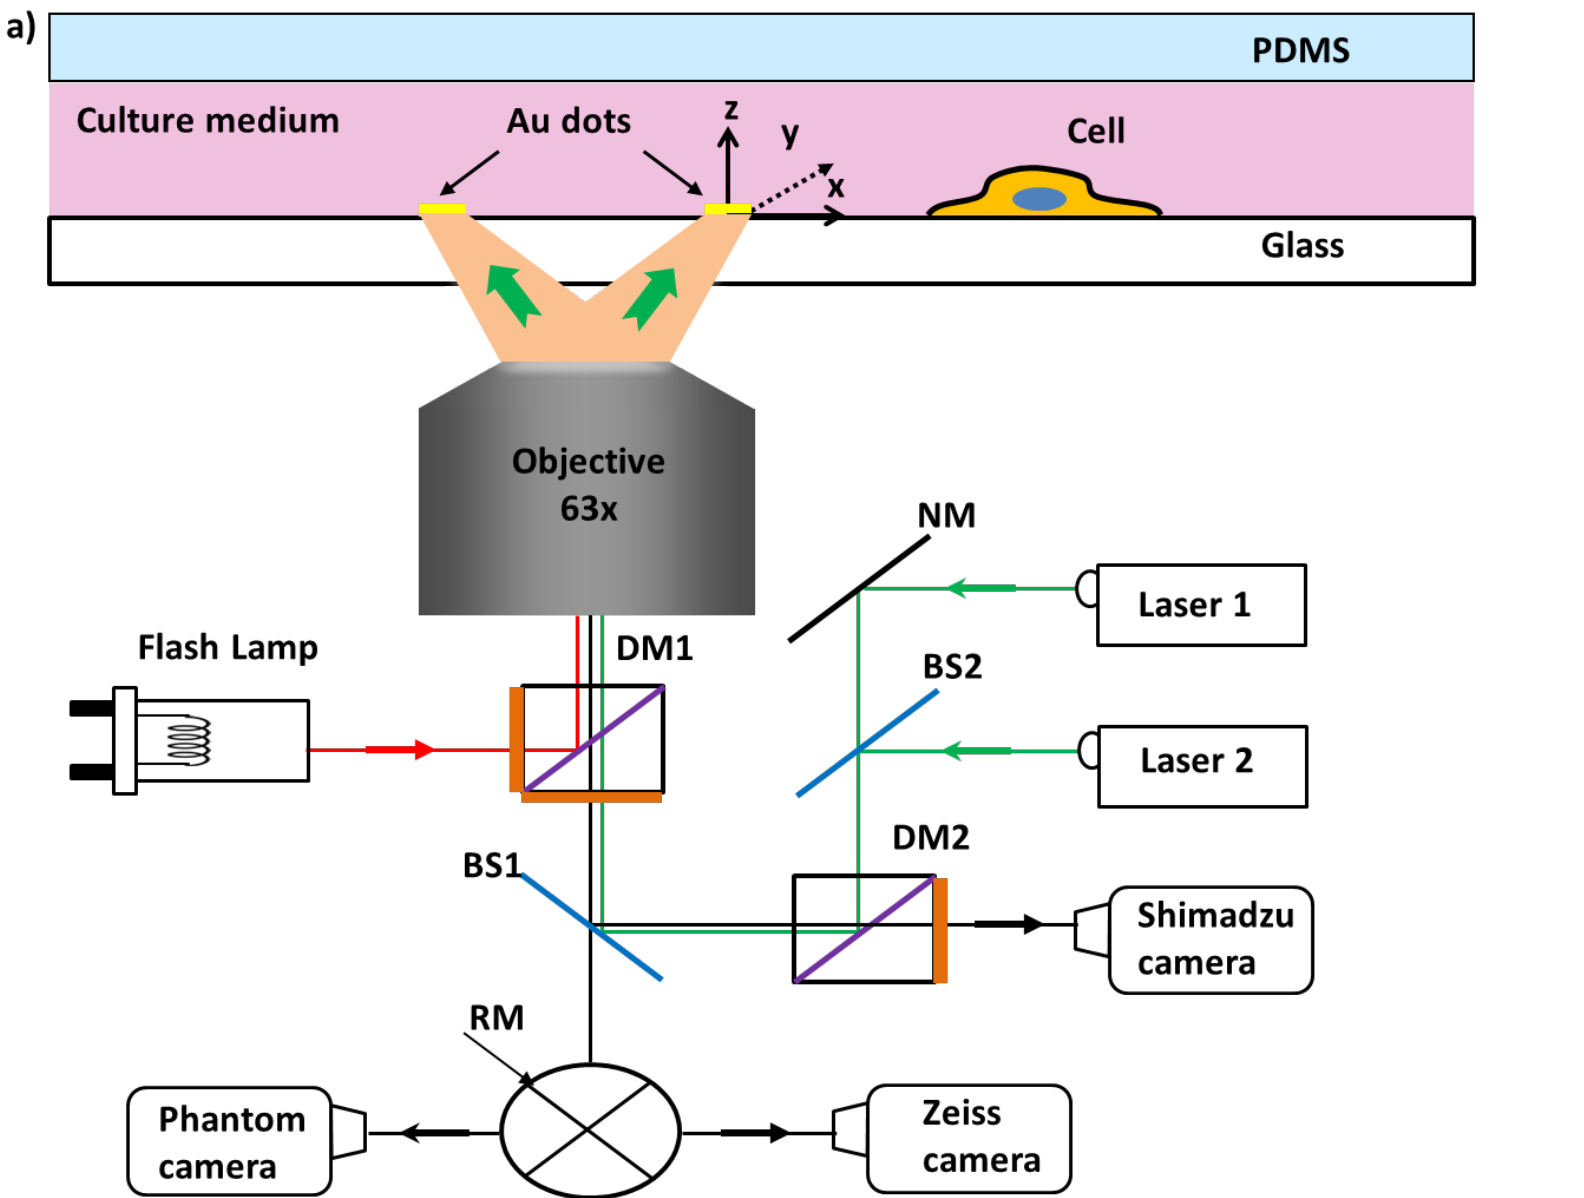 a)
PDMS
Culture medium
Au dots
z
y
x
Cell
Glass
Objective
63x
NM
Laser 1
Flash Lamp
DM1
BS2
Laser 2
DM2
BS1
Shimadzu
camera
RM
Phantom
camera
Zeiss
camera